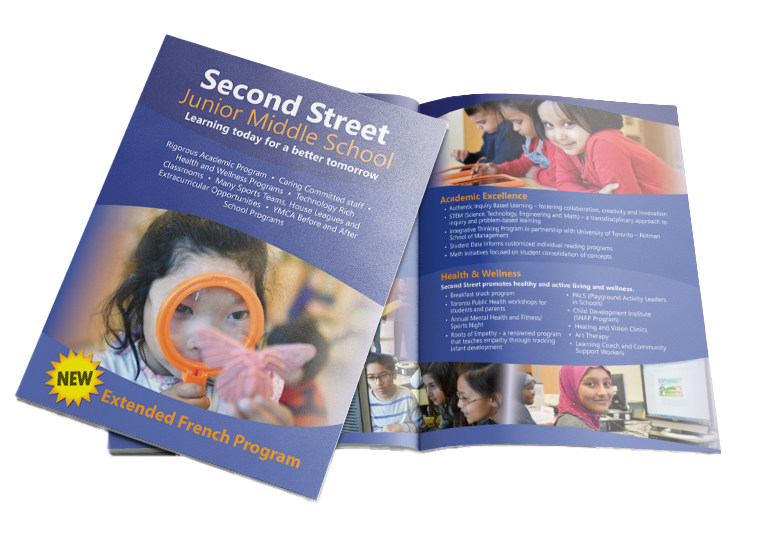 Second Street
Junior Middle School
Learning today for a better tomorrow
Rigorous Academic Program • Caring Committed staff •
Health and Wellness Programs • Technology Rich
Classrooms • Many Sports Teams, House Leagues and
Extracurricular Opportunities • YMCA Before and After
School Programs
NEW
Extended French Program
Academic Excellence
• Authentic Inquiry Based Learning – fostering collaboration, creativity and innovation
• STEM (Science, Technology, Engineering and Math) – a transdisciplinary approach to
inquiry and problem-based learning
• Integrative Thinking Program in partnership with University of Toronto – Rotman
School of Management
• Student Data informs customized individual reading programs
• Math Initiatives focused on student consolidation of concepts
Health & Wellness
Second Street promotes healthy and active living and wellness.
• Breakfast snack program
• Toronto Public Health workshops for
students and parents
• Annual Mental Health and Fitness/
Sports Night
• Roots of Empathy – a renowned program
that teaches empathy through tracking
infant development
• PALS (Playground Activity Leaders
in Schools)
• Child Development Institute
(SNAP Program)
• Hearing and Vision Clinics
• Art Therapy
• Learning Coach and Community
Support Workers